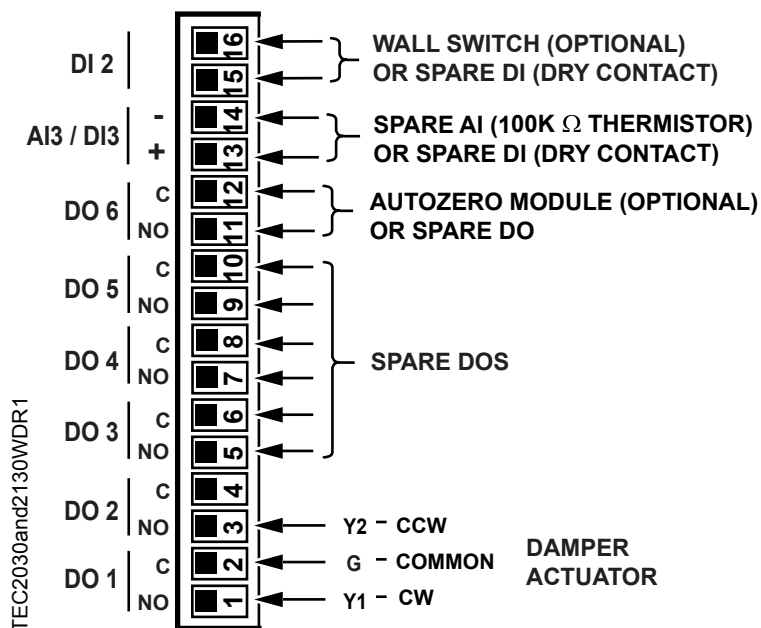 DI 2
16
15
WALL SWITCH (OPTIONAL)
OR SPARE DI (DRY CONTACT)
AI3 / DI3
-
+
14
13
SPARE AI (100K Ω THERMISTOR)
OR SPARE DI (DRY CONTACT)
DO 6
C
NO
12
11
AUTOZERO MODULE (OPTIONAL)
OR SPARE DO
DO 5
C
NO
10
9
DO 4
C
NO
8
7
SPARE DOS
DO 3
C
NO
6
5
DO 2
C
NO
4
3
Y2 - CCW
DO 1
C
NO
2
1
G - COMMON
Y1 - CW
DAMPER
ACTUATOR
TEC2030and2130WDR1